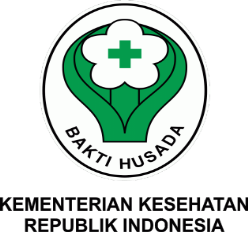 BAKTI HUSADA
KEMENTERIAN KESEHATAN
REPUBLIK INDONESIA